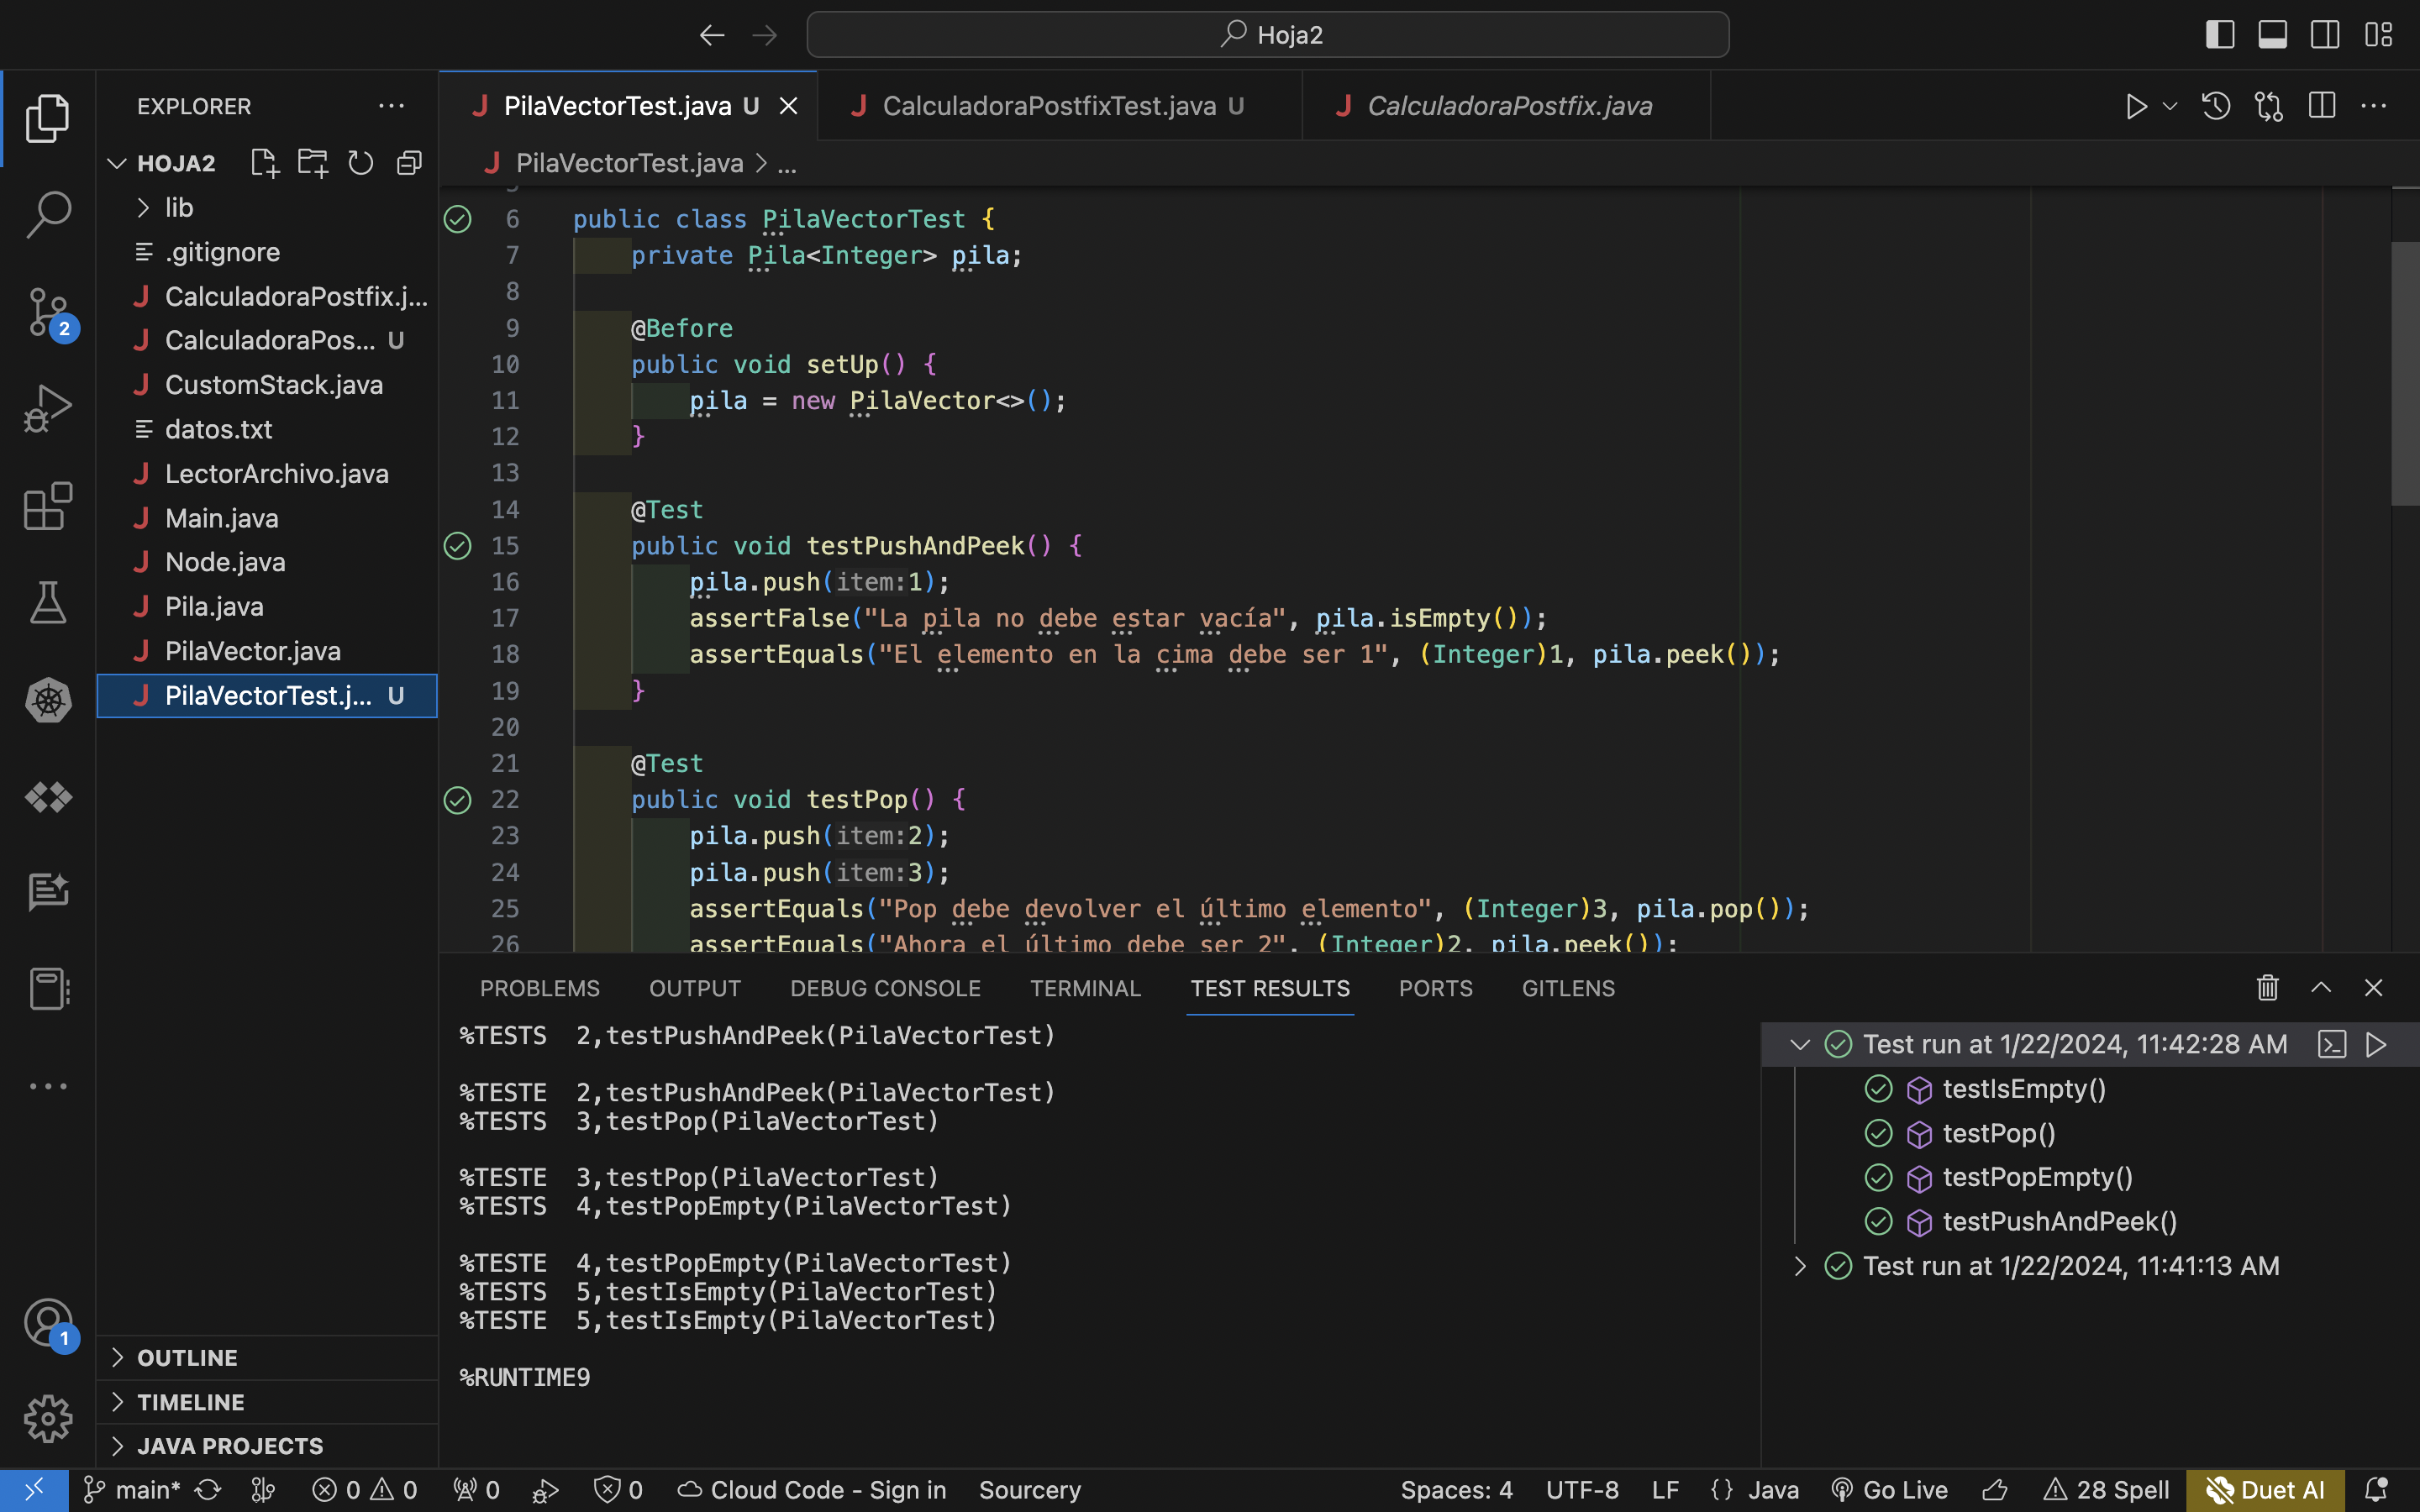 Hoja2
EXPLORER
HOJA2
lib
.gitignore
CalculadoraPostfix.j...
CalculadoraPos... U
CustomStack.java
datos.txt
LectorArchivo.java
Main.java
Node.java
Pila.java
PilaVector.java
PilaVectorTest.j... U
OUTLINE
TIMELINE
JAVA PROJECTS
2
1
PilaVectorTest.java U
CalculadoraPostfixTest.java U
CalculadoraPostfix.java
PilaVectorTest.java > ...
6 public class PilaVectorTest {
7 private Pila<Integer> pila;
8
9 @Before
10 public void setUp() {
11 pila = new PilaVector<>();
12 }
13
14 @Test
15 public void testPushAndPeek() {
16 pila.push(item:1);
17 assertFalse("La pila no debe estar vacía", pila.isEmpty());
18 assertEquals("El elemento en la cima debe ser 1", (Integer)1, pila.peek());
19 }
20
21 @Test
22 public void testPop() {
23 pila.push(item:2);
24 pila.push(item:3);
25 assertEquals("Pop debe devolver el último elemento", (Integer)3, pila.pop());
26 assertEquals("Ahora el último debe ser 2", (Integer)2, pila.peek());
PROBLEMS OUTPUT DEBUG CONSOLE TERMINAL TEST RESULTS PORTS GITLENS
%TESTS 2,testPushAndPeek(PilaVectorTest)
%TESTE 2,testPushAndPeek(PilaVectorTest)
%TESTS 3,testPop(PilaVectorTest)
%TESTE 3,testPop(PilaVectorTest)
%TESTS 4,testPopEmpty(PilaVectorTest)
%TESTE 4,testPopEmpty(PilaVectorTest)
%TESTS 5,testIsEmpty(PilaVectorTest)
%TESTE 5,testIsEmpty(PilaVectorTest)
%RUNTIME9
Test run at 1/22/2024, 11:42:28 AM
testIsEmpty()
testPop()
testPopEmpty()
testPushAndPeek()
Test run at 1/22/2024, 11:41:13 AM
main* 0 0 0 0 Cloud Code - Sign in Sourcery Spaces: 4 UTF-8 LF {} Java Go Live 28 Spell Duet AI